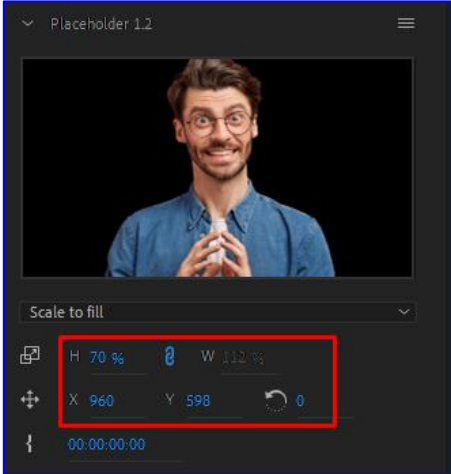 Placeholder 1.2
Scale to fill
H 70 % W 112 %
X 960 Y 598 0
00:00:00:00